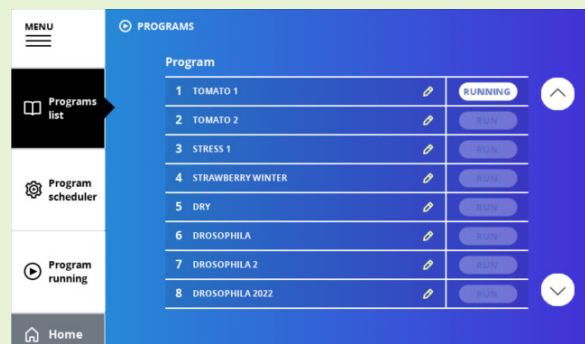 MENU
PROGRAMS
Program
Programs
list
1 TOMATO 1 RUNNING
2 TOMATO 2 RUN
3 STRESS 1 RUN
4 STRAWBERRY WINTER RUN
Program
scheduler
5 DRY RUN
6 DROSOPHILA RUN
7 DROSOPHILA 2 RUN
Program
running
8 DROSOPHILA 2022 RUN
Home